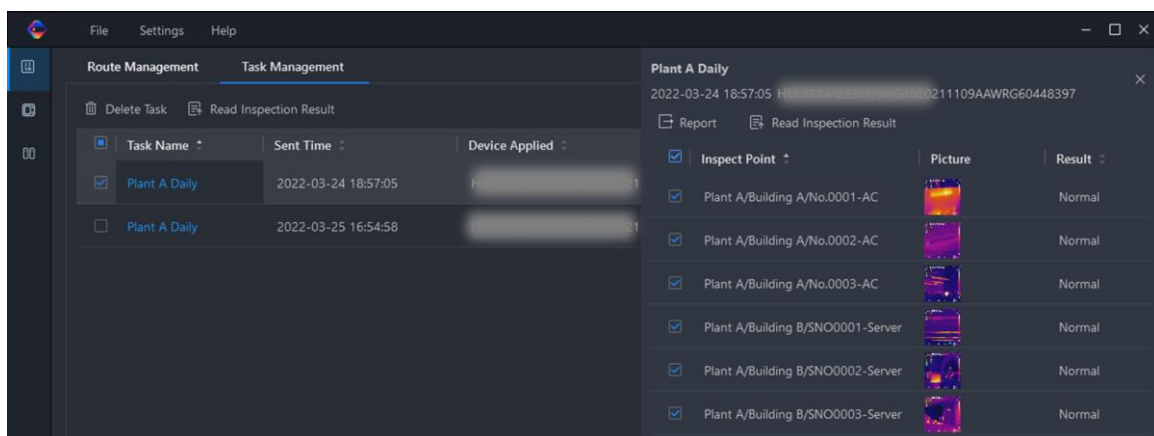 File Settings Help
Route Management Task Management
Delete Task Read Inspection Result
Task Name Sent Time Device Applied
Plant A Daily 2022-03-24 18:57:05
Plant A Daily 2022-03-25 16:54:58
Plant A Daily
2022-03-24 18:57:05
Report Read Inspection Result
Inspect Point Picture Result
Plant A/Building A/No.0001-AC Normal
Plant A/Building A/No.0002-AC Normal
Plant A/Building A/No.0003-AC Normal
Plant A/Building B/SNO0001-Server Normal
Plant A/Building B/SNO0002-Server Normal
Plant A/Building B/SNO0003-Server Normal